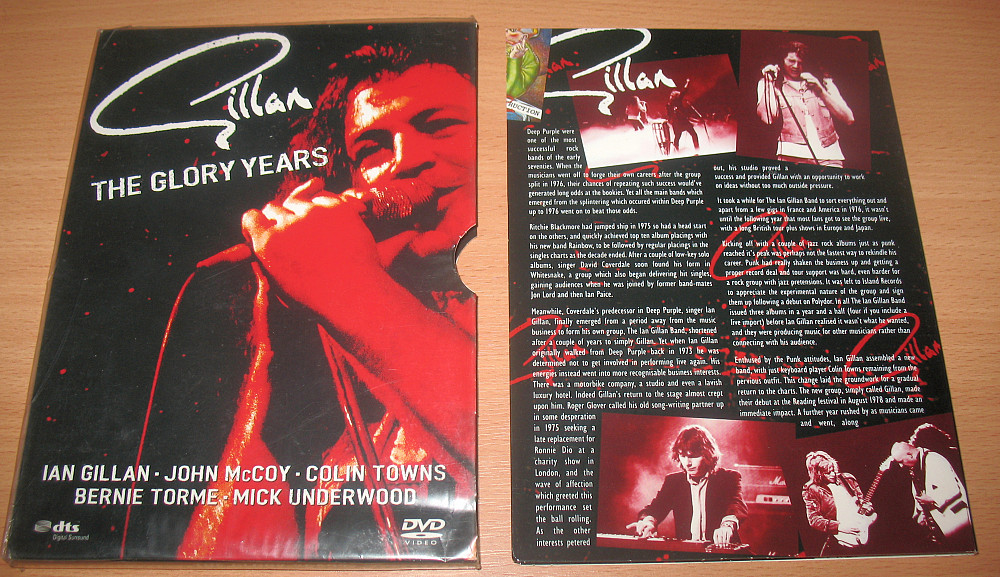 Gillan
THE GLORY YEARS
IAN GILLAN · JOHN McCOY · COLIN TOWNS
BERNIE TORME · MICK UNDERWOOD
dts
Digital Surround
DVD
VIDEO
RUCTION
Gillan
Deep Purple were
one of the most
successful rock
bands of the early
seventies. When the
musicians went off to forge their own careers after the group
split in 1976, their chances of repeating such success would've
generated long odds at the bookies. Yet all the main bands which
emerged from the splintering which occured within Deep Purple
up to 1976 went on to beat those odds.
Ritchie Blackmore had jumped ship in 1975 so had a head start
on the others, and quickly achieved top ten album placings with
his new band Rainbow, to be followed by regular placings in the
singles charts as the decade ended. After a couple of low-key solo
albums, singer David Coverdale soon found his form in
Whitesnake, a group which also began delivering his singles,
gaining audiences when he was joined by former band-mates
Jon Lord and then Ian Paice.
Meanwhile, Coverdale's predecessor in Deep Purple, singer Ian
Gillan, finally emerged from a period away from the music
business to form his own group, The Ian Gillan Band, shortened
after a couple of years to simply Gillan. Yet when Ian Gillan
originally walked from Deep Purple back in 1973 he was
determined not to get involved in performing live again. His
energies instead went into more recognisable business interests.
There was a motorbike company, a studio and even a lavish
luxury hotel. Indeed Gillan's return to the stage almost crept
upon him. Roger Glover called his old song-writing partner up
in some desperation
in 1975 seeking a
late replacement for
Ronnie Dio at a
charity show in
London, and the
wave of affection
which greeted this
performance set
the ball rolling.
As the other
interests petered
out, his studio proved a
success and provided Gillan with an opportunity to work
on ideas without too much outside pressure.
It took a while for The Ian Gillan Band to sort everything out and
apart from a few gigs in France and America in 1976, it wasn't
until the following year that most fans got to see the group live,
with a long British tour plus shows in Europe and Japan.
Kicking off with a couple of jazz rock albums just as punk
reached it's peak was perhaps not the fastest way to rekindle his
career. Punk had really shaken the business up and getting a
proper record deal and tour support was hard, even harder for
a rock group with jazz pretensions. It was left to Island Records
to appreciate the experimental nature of the group and sign
them up following a debut on Polydor. In all The Ian Gillan Band
issued three albums in a year and a half (four if you include a
live import) before Ian Gillan realised it wasn't what he wanted,
and they were producing music for other musicians rather than
connecting with his audience.
Enthused by the Punk attitudes, Ian Gillan assembled a new
band, with just keyboard player Colin Towns remaining from the
pervious outfit. This change laid the groundwork for a gradual
return to the charts. The new group, simply called Gillan, made
their debut at the Reading festival in August 1978 and made an
immediate impact. A further year rushed by as musicians came
and went, along
Gillan